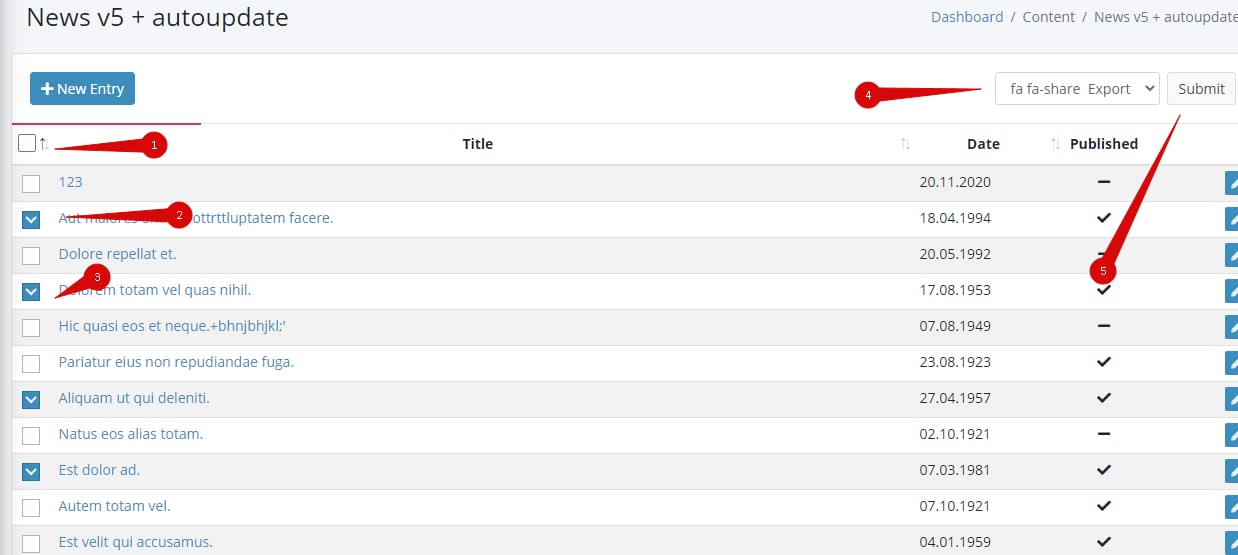 News v5 + autoupdate
Dashboard / Content / News v5 + autoupdate
New Entry
4
fa fa-share Export
Submit
1
Title
Date
Published
123
20.11.2020
Aut
2
ottrttluptatem facere.
18.04.1994
Dolore repellat et.
20.05.1992
3
5
totam vel quas nihil.
17.08.1953
Hic quasi eos et neque.+bhnjbhjkl;'
07.08.1949
Pariatur eius non repudiandae fuga.
23.08.1923
Aliquam ut qui deleniti.
27.04.1957
Natus eos alias totam.
02.10.1921
Est dolor ad.
07.03.1981
Autem totam vel.
07.10.1921
Est velit qui accusamus.
04.01.1959